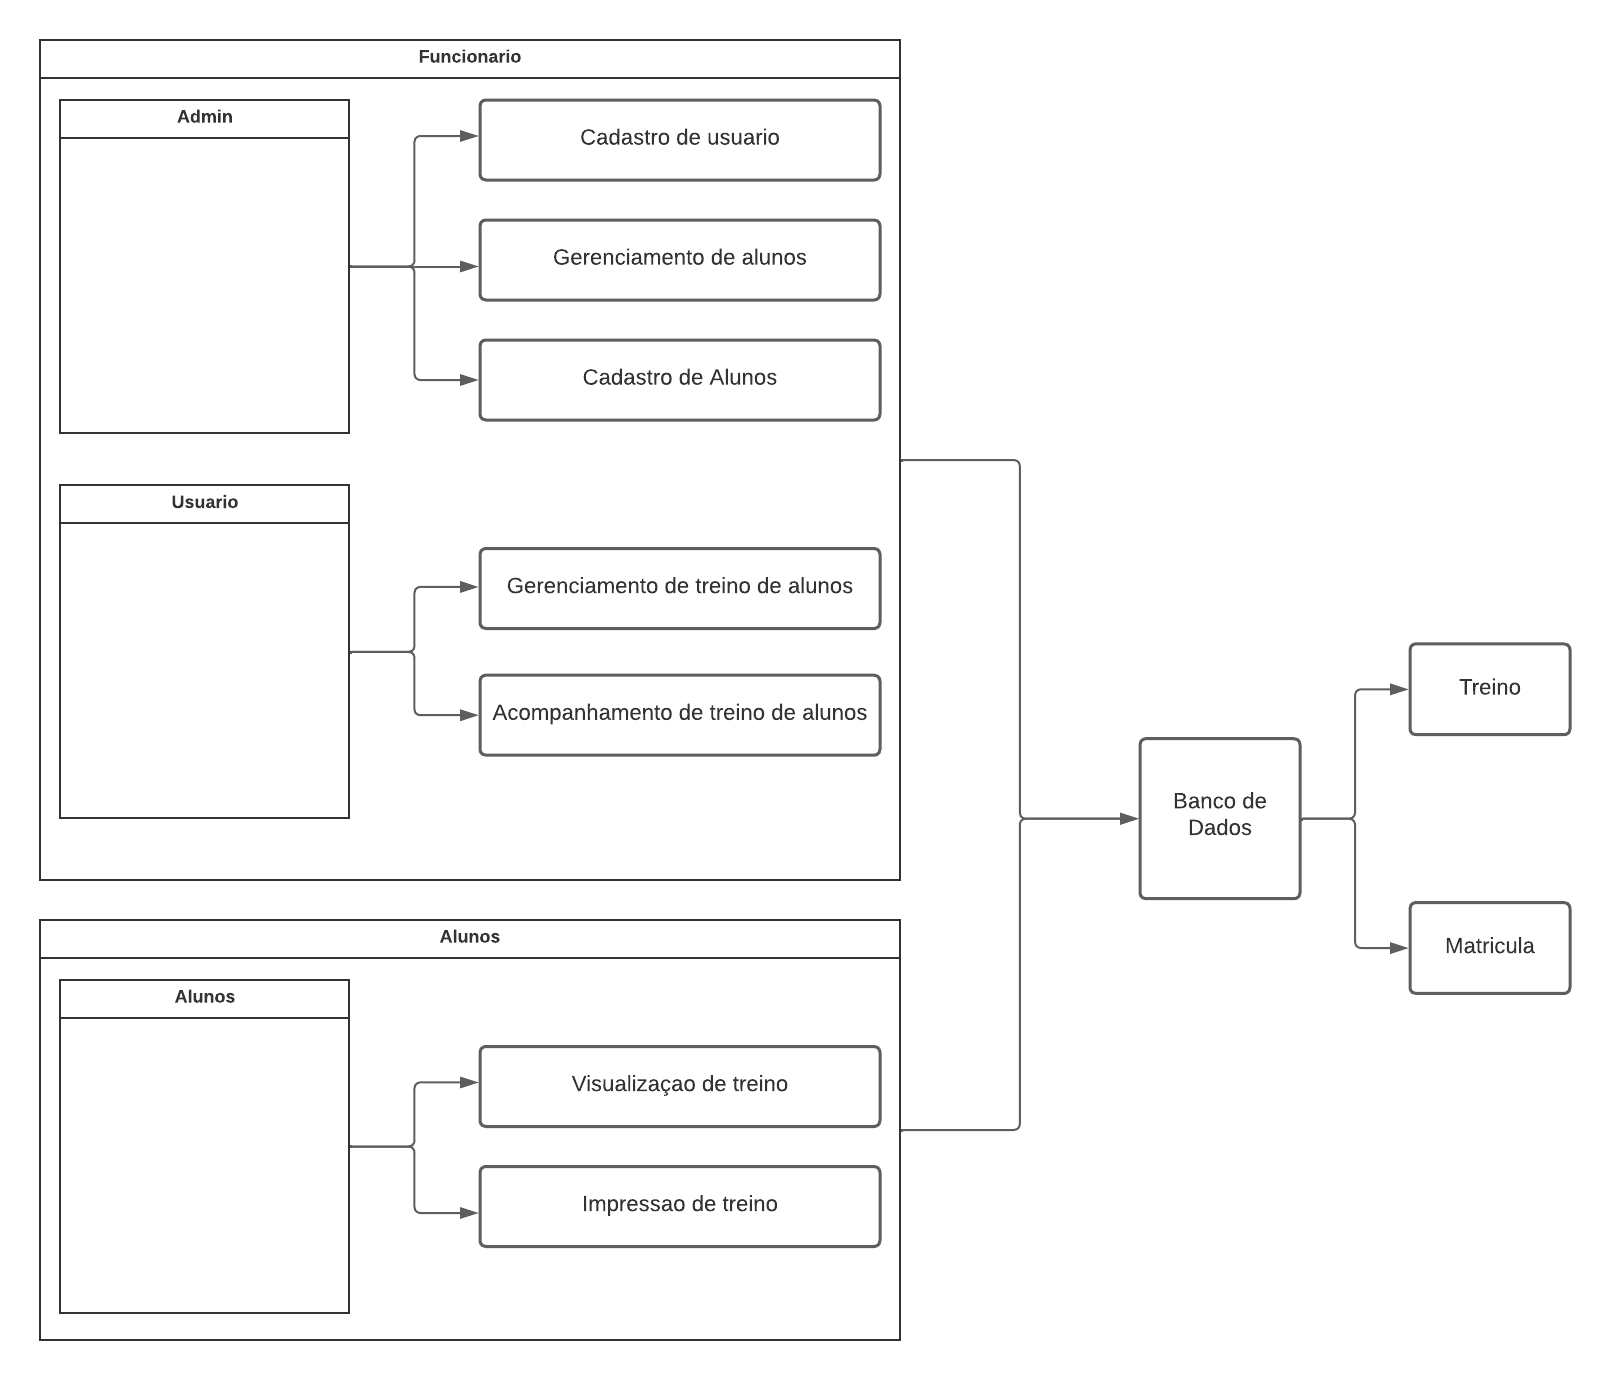 Funcionario
Admin
Cadastro de usuario
Gerenciamento de alunos
Cadastro de Alunos
Usuario
Gerenciamento de treino de alunos
Acompanhamento de treino de alunos
Alunos
Alunos
Visualizaçao de treino
Impressao de treino
Banco de
Dados
Treino
Matricula